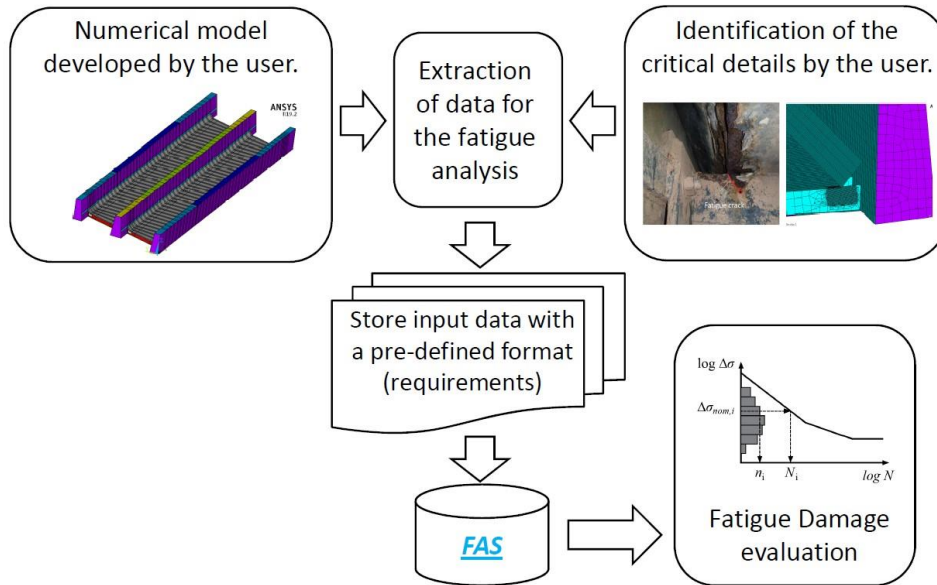 Numerical model
developed by the user.
ANSYS
Extraction
of data for
the fatigue
analysis
Identification of the
critical details by the user.
Fatigue crack
Store input data with
a pre-defined format
(requirements)
FAS
log Δσ
Δσnom,i
ni
Ni
log N
Fatigue Damage
evaluation